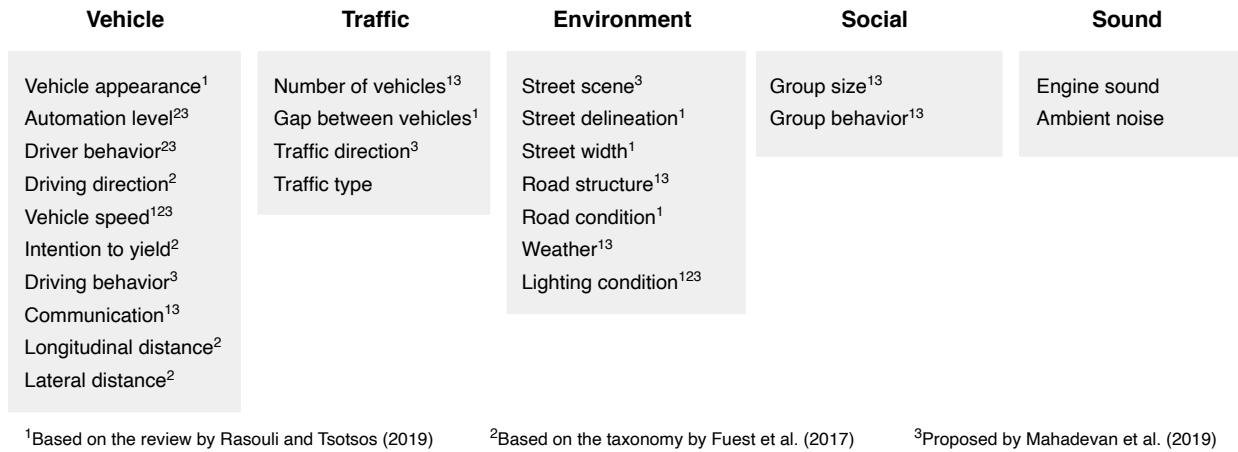 Vehicle
Vehicle appearance¹
Automation level²³
Driver behavior²³
Driving direction²
Vehicle speed¹²³
Intention to yield²
Driving behavior³
Communication¹³
Longitudinal distance²
Lateral distance²
Traffic
Number of vehicles¹³
Gap between vehicles¹
Traffic direction³
Traffic type
Environment
Street scene³
Street delineation¹
Street width¹
Road structure¹³
Road condition¹
Weather¹³
Lighting condition¹²³
Social
Group size¹³
Group behavior¹³
Sound
Engine sound
Ambient noise
¹Based on the review by Rasouli and Tsotsos (2019)
²Based on the taxonomy by Fuest et al. (2017)
³Proposed by Mahadevan et al. (2019)